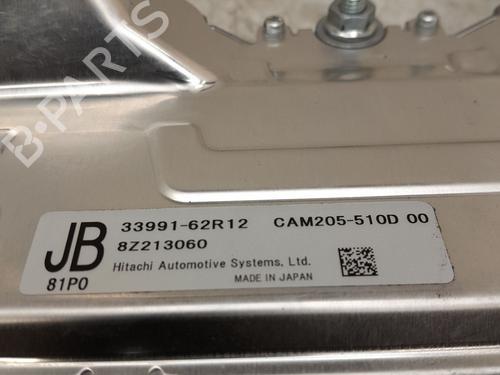 B-PARTS
JB 33991-62R12 CAM205-510D 00
8Z213060
81P0 Hitachi Automotive Systems, Ltd.
MADE IN JAPAN